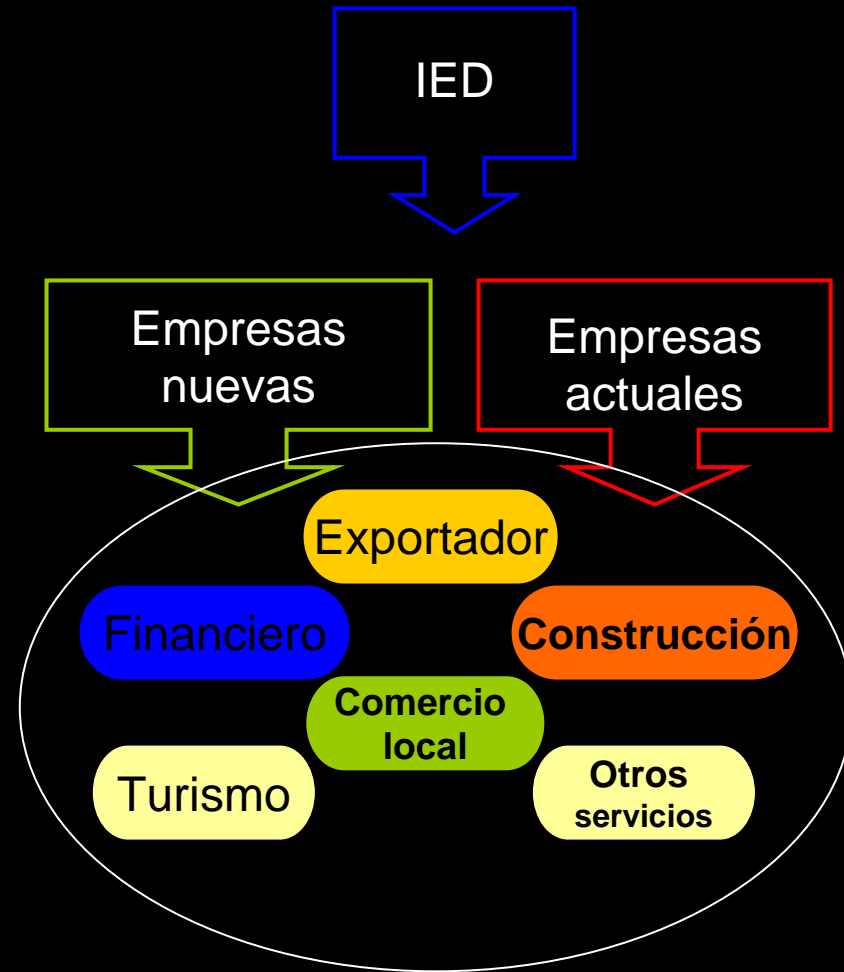 IED
Empresas
nuevas
Empresas
actuales
Exportador
Financiero
Construcción
Comercio
local
Turismo
Otros
servicios